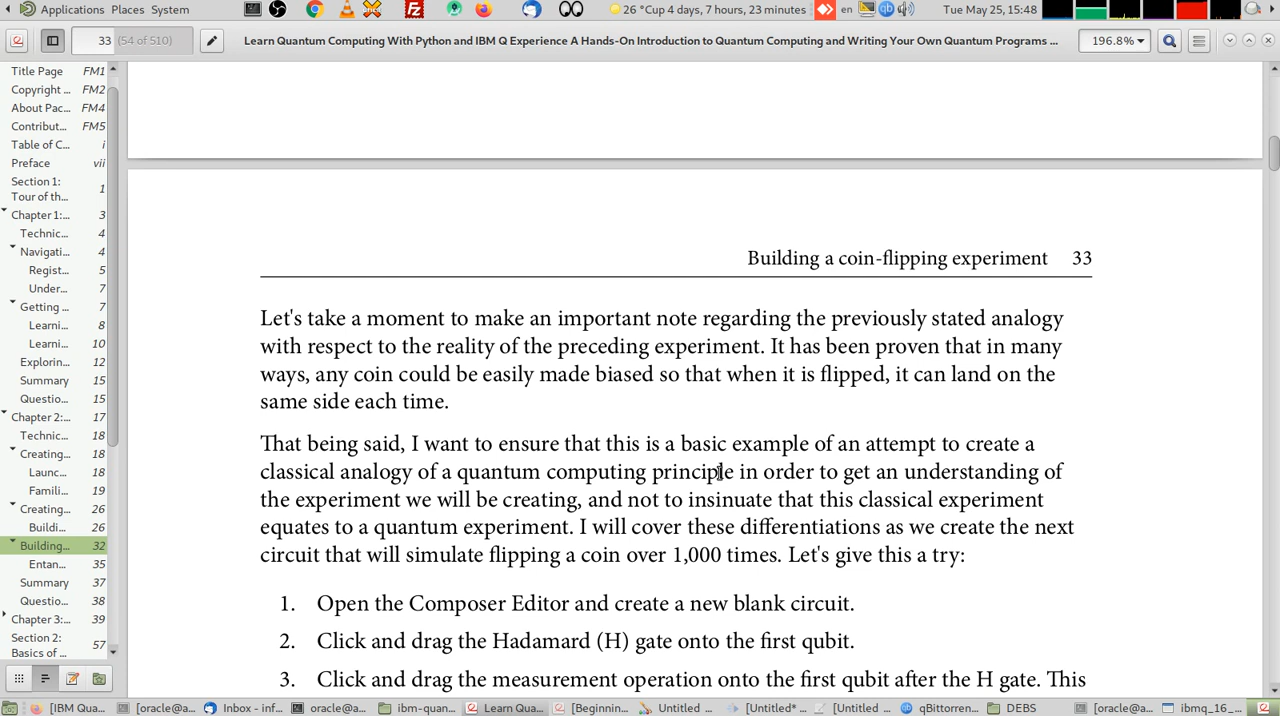 Applications Places System
26 °C up 4 days, 7 hours, 23 minutes
en
qb
Tue May 25, 15:48
33 (54 of 510)
Learn Quantum Computing With Python and IBM Q Experience A Hands-On Introduction to Quantum Computing and Writing Your Own Quantum Programs ...
196.8%
Title Page FM1
Copyright ... FM2
About Pac... FM4
Contribut... FM5
Table of C... i
Preface vii
Section 1:
Tour of th... 1
Chapter 1:... 3
Technic... 4
Navigati... 4
Regist... 5
Under... 7
Getting ... 7
Learni... 8
Learni... 10
Explorin... 12
Summary 15
Questio... 15
Chapter 2:... 17
Technic... 18
Creating... 18
Launc... 18
Famili... 19
Creating... 26
Buildi... 26
Building... 32
Entan... 35
Summary 37
Questio... 38
Chapter 3:... 39
Section 2:
Basics of ... 57
Building a coin-flipping experiment 33
Let's take a moment to make an important note regarding the previously stated analogy
with respect to the reality of the preceding experiment. It has been proven that in many
ways, any coin could be easily made biased so that when it is flipped, it can land on the
same side each time.
That being said, I want to ensure that this is a basic example of an attempt to create a
classical analogy of a quantum computing principle in order to get an understanding of
the experiment we will be creating, and not to insinuate that this classical experiment
equates to a quantum experiment. I will cover these differentiations as we create the next
circuit that will simulate flipping a coin over 1,000 times. Let's give this a try:
1. Open the Composer Editor and create a new blank circuit.
2. Click and drag the Hadamard (H) gate onto the first qubit.
3. Click and drag the measurement operation onto the first qubit after the H gate. This
[IBM Qua...
[oracle@a...
Inbox - inf...
oracle@a...
ibm-quan...
Learn Qua...
[Beginnin...
Untitled ...
[Untitled* ...
[Untitled ...
qBittorren...
DEBS
[oracle@a...
ibmq_16_...